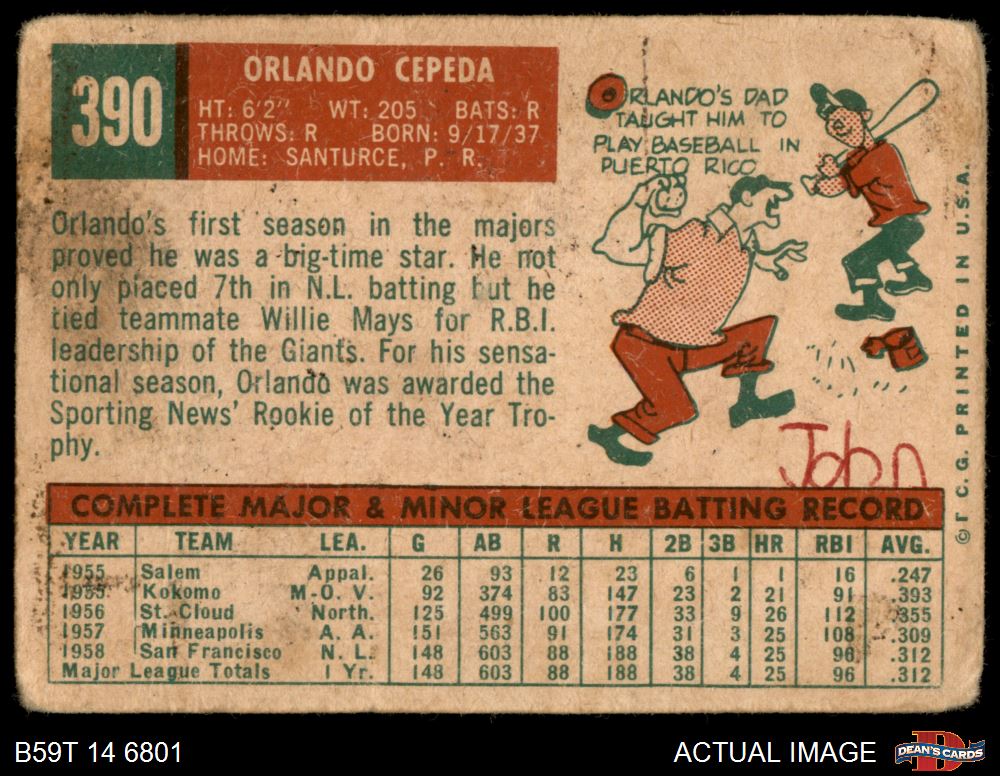 390
ORLANDO CEPEDA
HT: 6'2" WT: 205 BATS: R
THROWS: R BORN: 9/17/37
HOME: SANTURCE, P. R.
ORLANDO'S DAD
TAUGHT HIM TO
PLAY BASEBALL IN
PUERTO RICO
Orlando's first season in the majors
proved he was a big-time star. He not
only placed 7th in N.L. batting but he
tied teammate Willie Mays for R.B.I.
leadership of the Giants. For his sensa-
tional season, Orlando was awarded the
Sporting News' Rookie of the Year Tro-
phy.
John
© T. C. G. PRINTED IN U.S.A.
COMPLETE MAJOR & MINOR LEAGUE BATTING RECORD
YEAR TEAM LEA. G AB R H 2B 3B HR RBI AVG.
1955 Salem Appal. 26 93 12 23 6 1 1 16 .247
1955 Kokomo M-O. V. 92 374 83 147 23 2 21 91 .393
1956 St. Cloud North. 125 499 100 177 33 9 26 112 .355
1957 Minneapolis A. A. 151 563 91 174 31 3 25 108 .309
1958 San Francisco N. L. 148 603 88 188 38 4 25 96 .312
Major League Totals 1 Yr. 148 603 88 188 38 4 25 96 .312
B59T 14 6801
ACTUAL IMAGE
DEAN'S CARDS